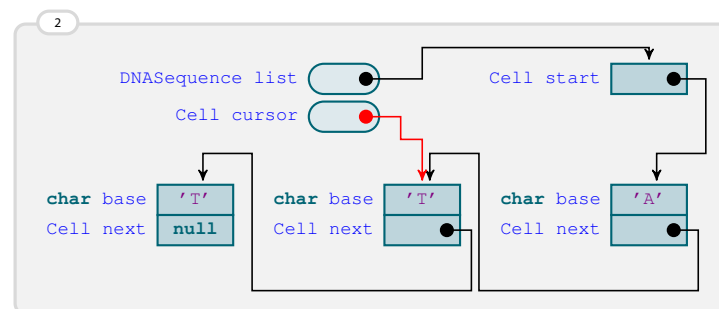 2
DNASequence list Cell start
Cell cursor
char base 'T' char base 'T' char base 'A'
Cell next null Cell next Cell next